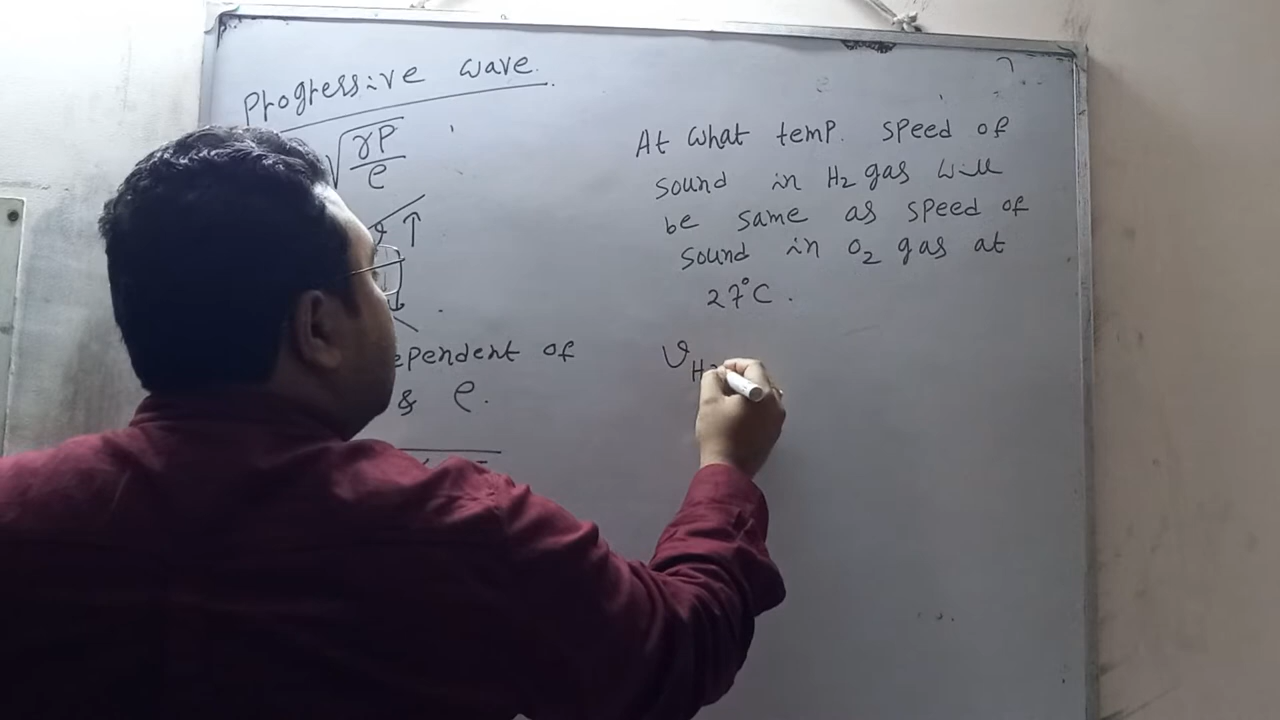 Progressive wave.
√γP/ρ
ependent of
& ρ.
At what temp. speed of
sound in H₂ gas will
be same as speed of
sound in O₂ gas at
27°C.
v H